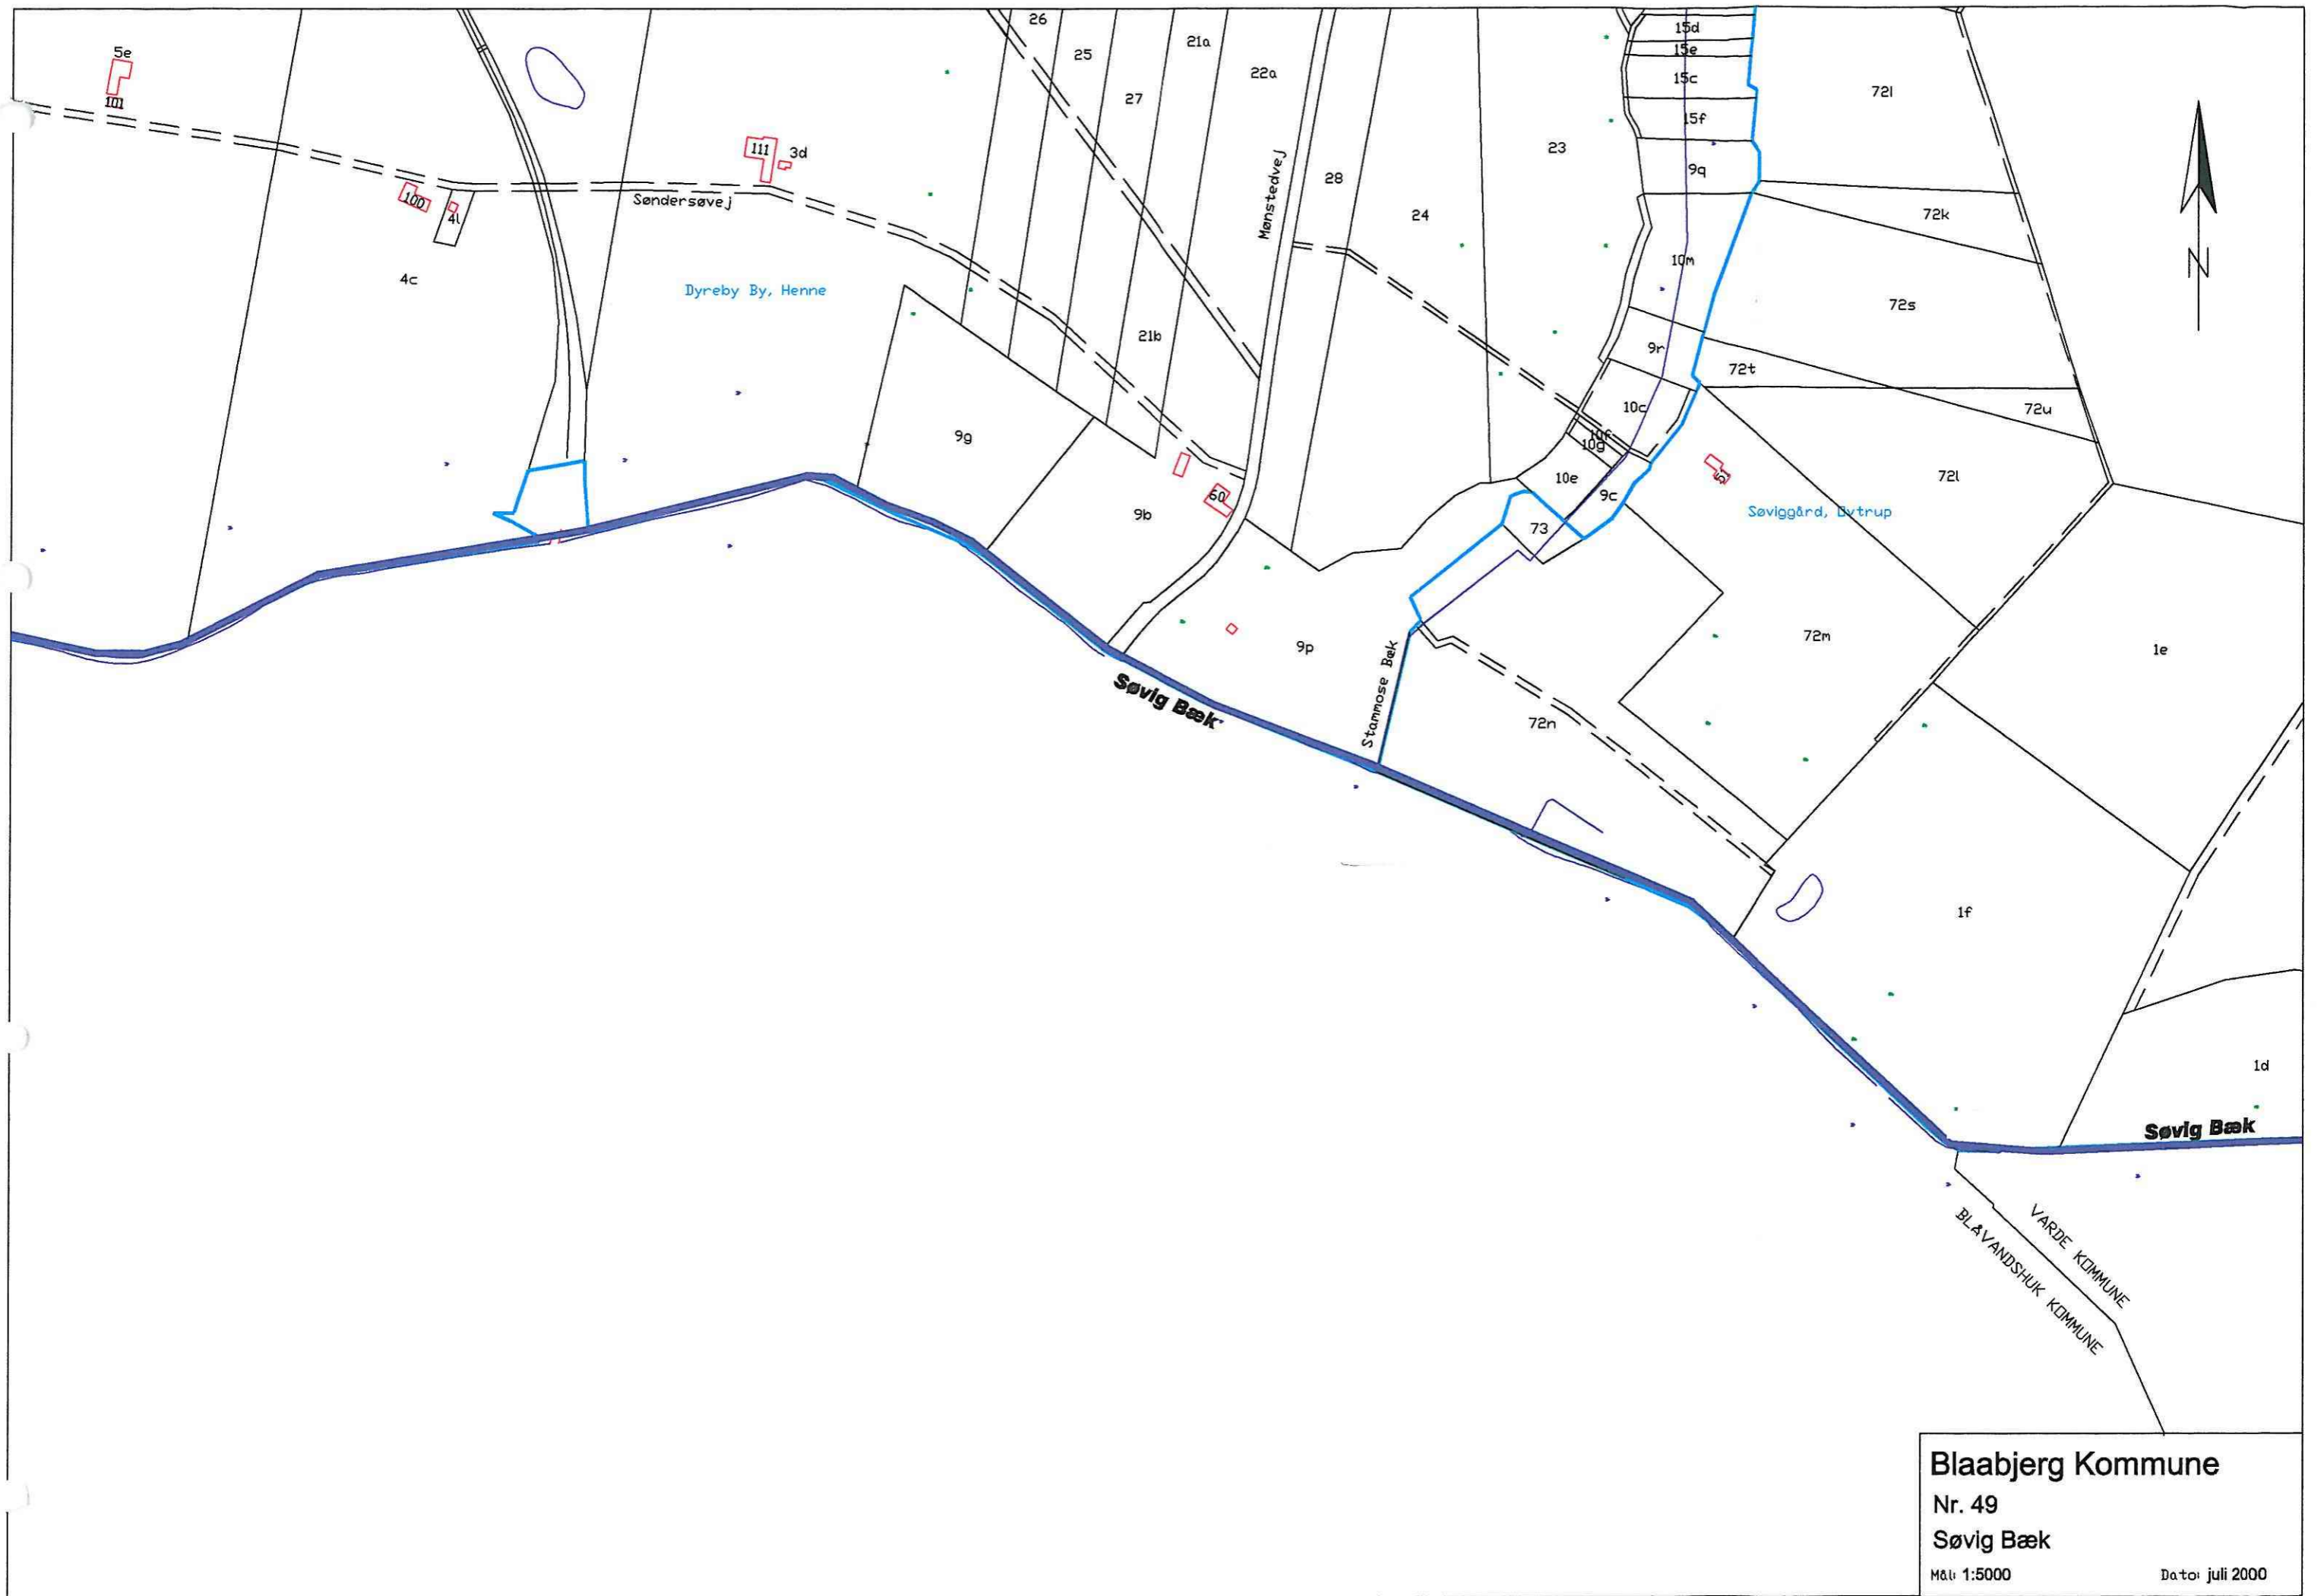 26
15d
5e
25
21a
15e
22a
15c
27
72l
101
15f
111
3d
23
9q
28
100
4l
Søndersøvej
Mønstedvej
24
72k
4c
10m
Dyreby By, Henne
72s
21b
9r
72t
10c
72u
9g
10f
10g
10e
72l
57
60
9c
9b
Søviggård, Dytrup
73
9p
72m
1e
Stammose Bæk
Søvig Bæk
72n
1f
1d
Søvig Bæk
VARDE KOMMUNE
BLÅVANDSHUK KOMMUNE
N
Blaabjerg Kommune
Nr. 49
Søvig Bæk
Mål: 1:5000 Dato: juli 2000